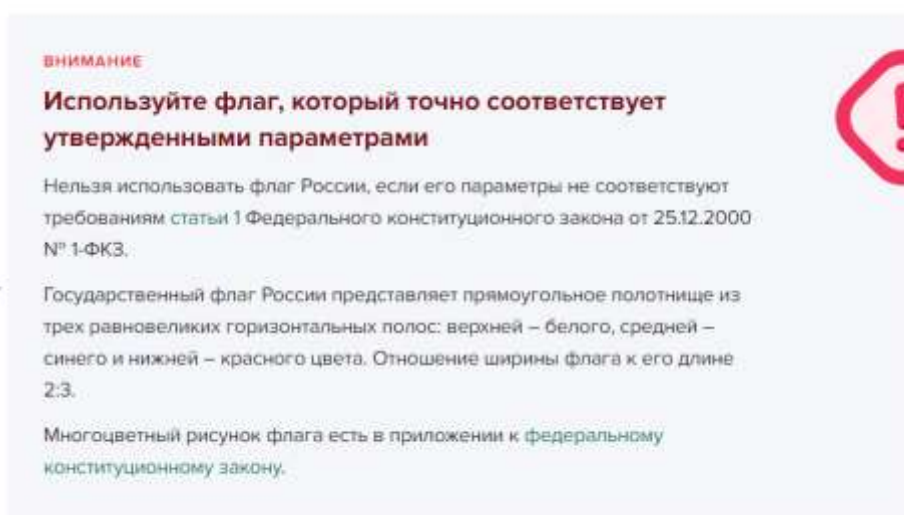 ВНИМАНИЕ
Используйте флаг, который точно соответствует
утвержденными параметрами
Нельзя использовать флаг России, если его параметры не соответствуют
требованиям статьи 1 Федерального конституционного закона от 25.12.2000
№ 1-ФКЗ.
Государственный флаг России представляет прямоугольное полотнище из
трех равновеликих горизонтальных полос: верхней – белого, средней –
синего и нижней – красного цвета. Отношение ширины флага к его длине
2:3.
Многоцветный рисунок флага есть в приложении к федеральному
конституционному закону.